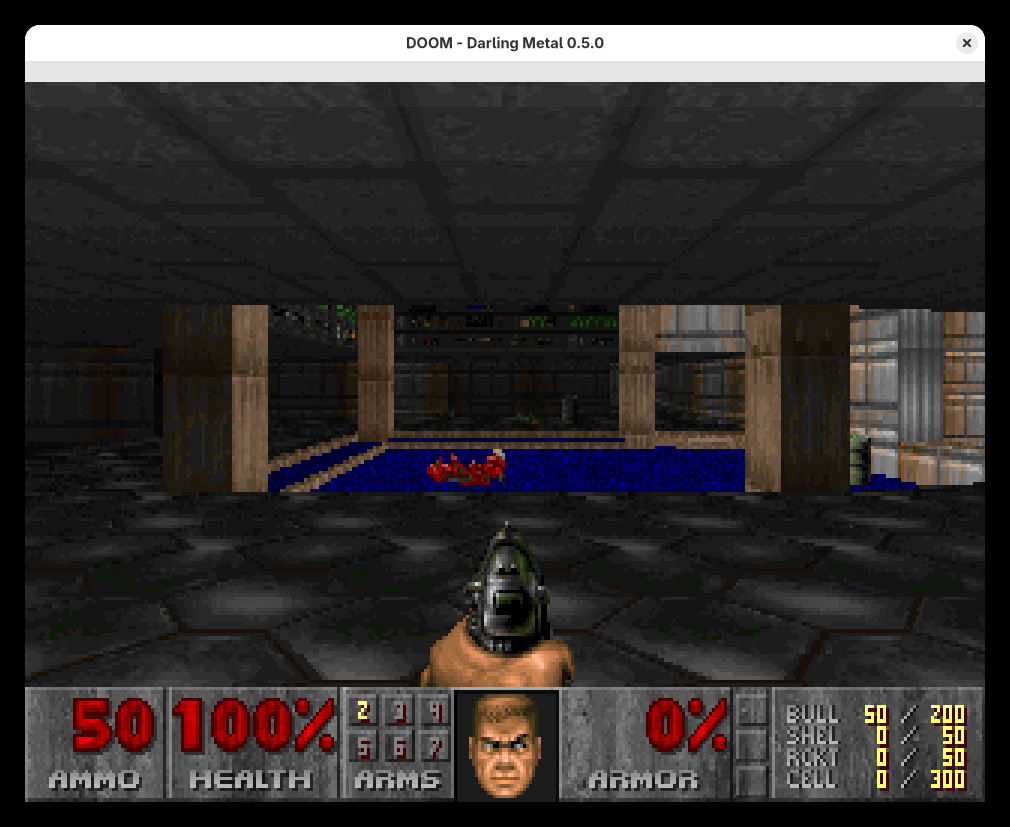 DOOM - Darling Metal 0.5.0
50 100% 2 3 4 0% BULL 50 / 200
SHEL 0 / 50
5 6 7 RCKT 0 / 50
AMMO HEALTH ARMS ARMOR CELL 0 / 300